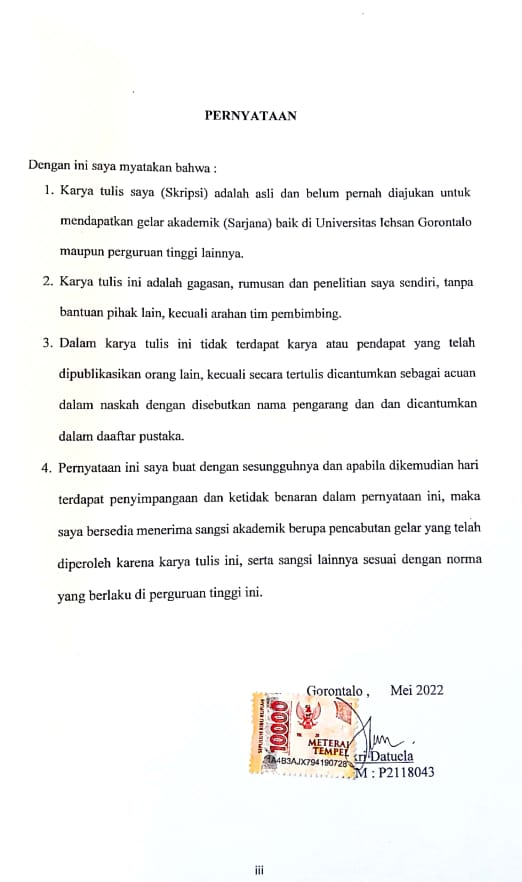 PERNYATAAN
Dengan ini saya myatakan bahwa :
1. Karya tulis saya (Skripsi) adalah asli dan belum pernah diajukan untuk
mendapatkan gelar akademik (Sarjana) baik di Universitas Ichsan Gorontalo
maupun perguruan tinggi lainnya.
2. Karya tulis ini adalah gagasan, rumusan dan penelitian saya sendiri, tanpa
bantuan pihak lain, kecuali arahan tim pembimbing.
3. Dalam karya tulis ini tidak terdapat karya atau pendapat yang telah
dipublikasikan orang lain, kecuali secara tertulis dicantumkan sebagai acuan
dalam naskah dengan disebutkan nama pengarang dan dan dicantumkan
dalam daaftar pustaka.
4. Pernyataan ini saya buat dengan sesungguhnya dan apabila dikemudian hari
terdapat penyimpangaan dan ketidak benaran dalam pernyataan ini, maka
saya bersedia menerima sangsi akademik berupa pencabutan gelar yang telah
diperoleh karena karya tulis ini, serta sangsi lainnya sesuai dengan norma
yang berlaku di perguruan tinggi ini.
Gorontalo , Mei 2022
SEPULUH RIBU RUPIAH
10000
METERAI
TEMPEL
A4B3AJX794190728
Datuela
M : P2118043
iii